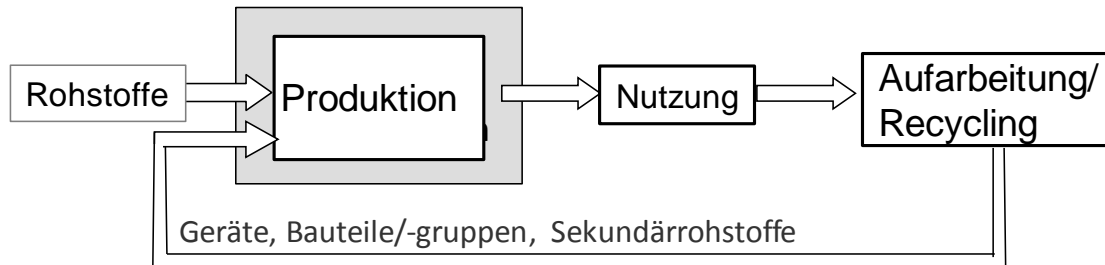 Rohstoffe
Produktion
Nutzung
Aufarbeitung/
Recycling
Geräte, Bauteile/-gruppen, Sekundärrohstoffe